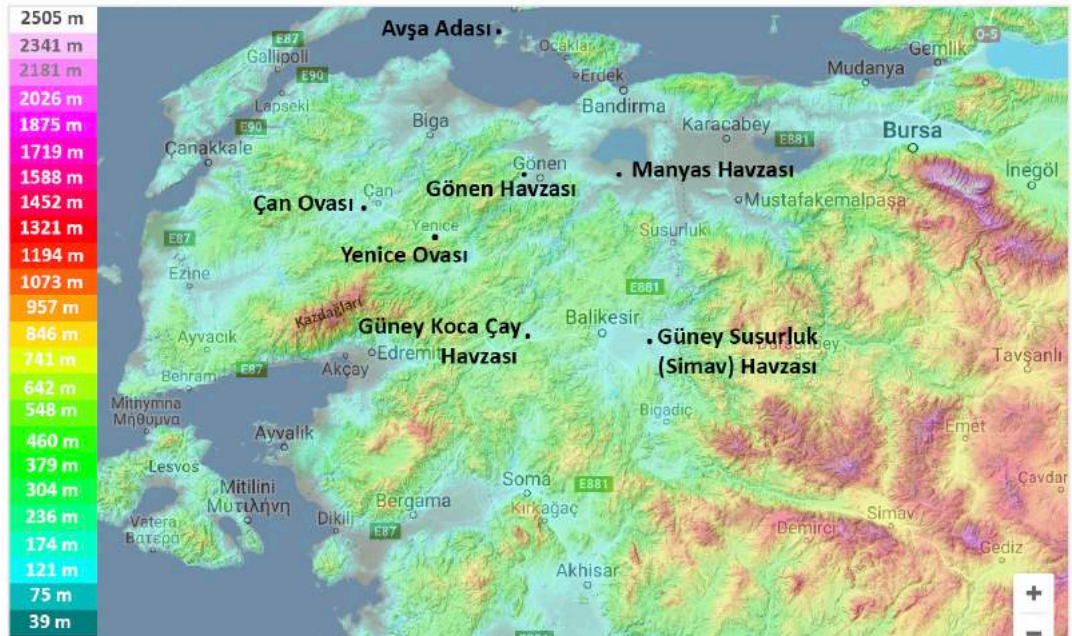 2505 m
2341 m
2181 m
2026 m
1875 m
1719 m
1588 m
1452 m
1321 m
1194 m
1073 m
957 m
846 m
741 m
642 m
548 m
460 m
379 m
304 m
236 m
174 m
121 m
75 m
39 m
Avşa Adası
E87
Gallipoli
E90
Lapseki
E90
Çanakkale
Ocaklar
Erdek
Bandirma
Biga
Karacabey
E881
Mudanya
Gemlik
O-5
Bursa
İnegöl
Gönen
Gönen Havzası
Manyas Havzası
Mustafakemalpaşa
Çan
Çan Ovası
Yenice
Yenice Ovası
Susurluk
E87
Ezine
E881
Kazdağları
Güney Koca Çay
Havzası
Balıkesir
Güney Susurluk
(Simav) Havzası
Tavşanlı
Ayvacık
Edremit
Akçay
E87
Behram
Mithymna
Μήθυμνα
Bigadiç
Emet
Ayvalık
Lesvos
Mitilini
Μυτιλήνη
Vatera
Βατερά
Soma
E881
Kırkağaç
Bergama
Dikili
E87
Çavdar
Simav
Demirci
Gediz
Akhisar
+
−